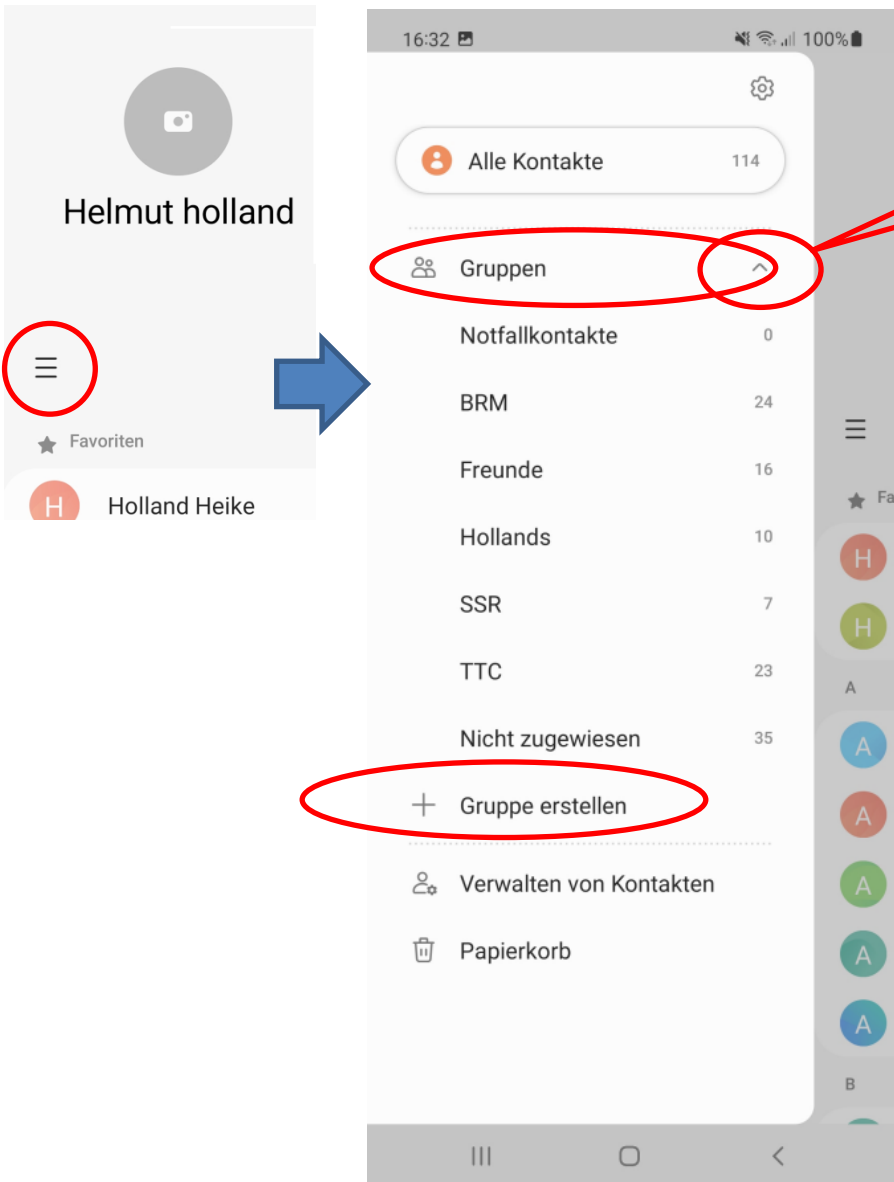 Helmut holland
Favoriten
H
Holland Heike
16:32
100%
Alle Kontakte 114
Gruppen
Notfallkontakte 0
BRM 24
Freunde 16
Hollands 10
SSR 7
TTC 23
Nicht zugewiesen 35
Gruppe erstellen
Verwalten von Kontakten
Papierkorb
Fa
H
H
A
A
A
A
A
A
B